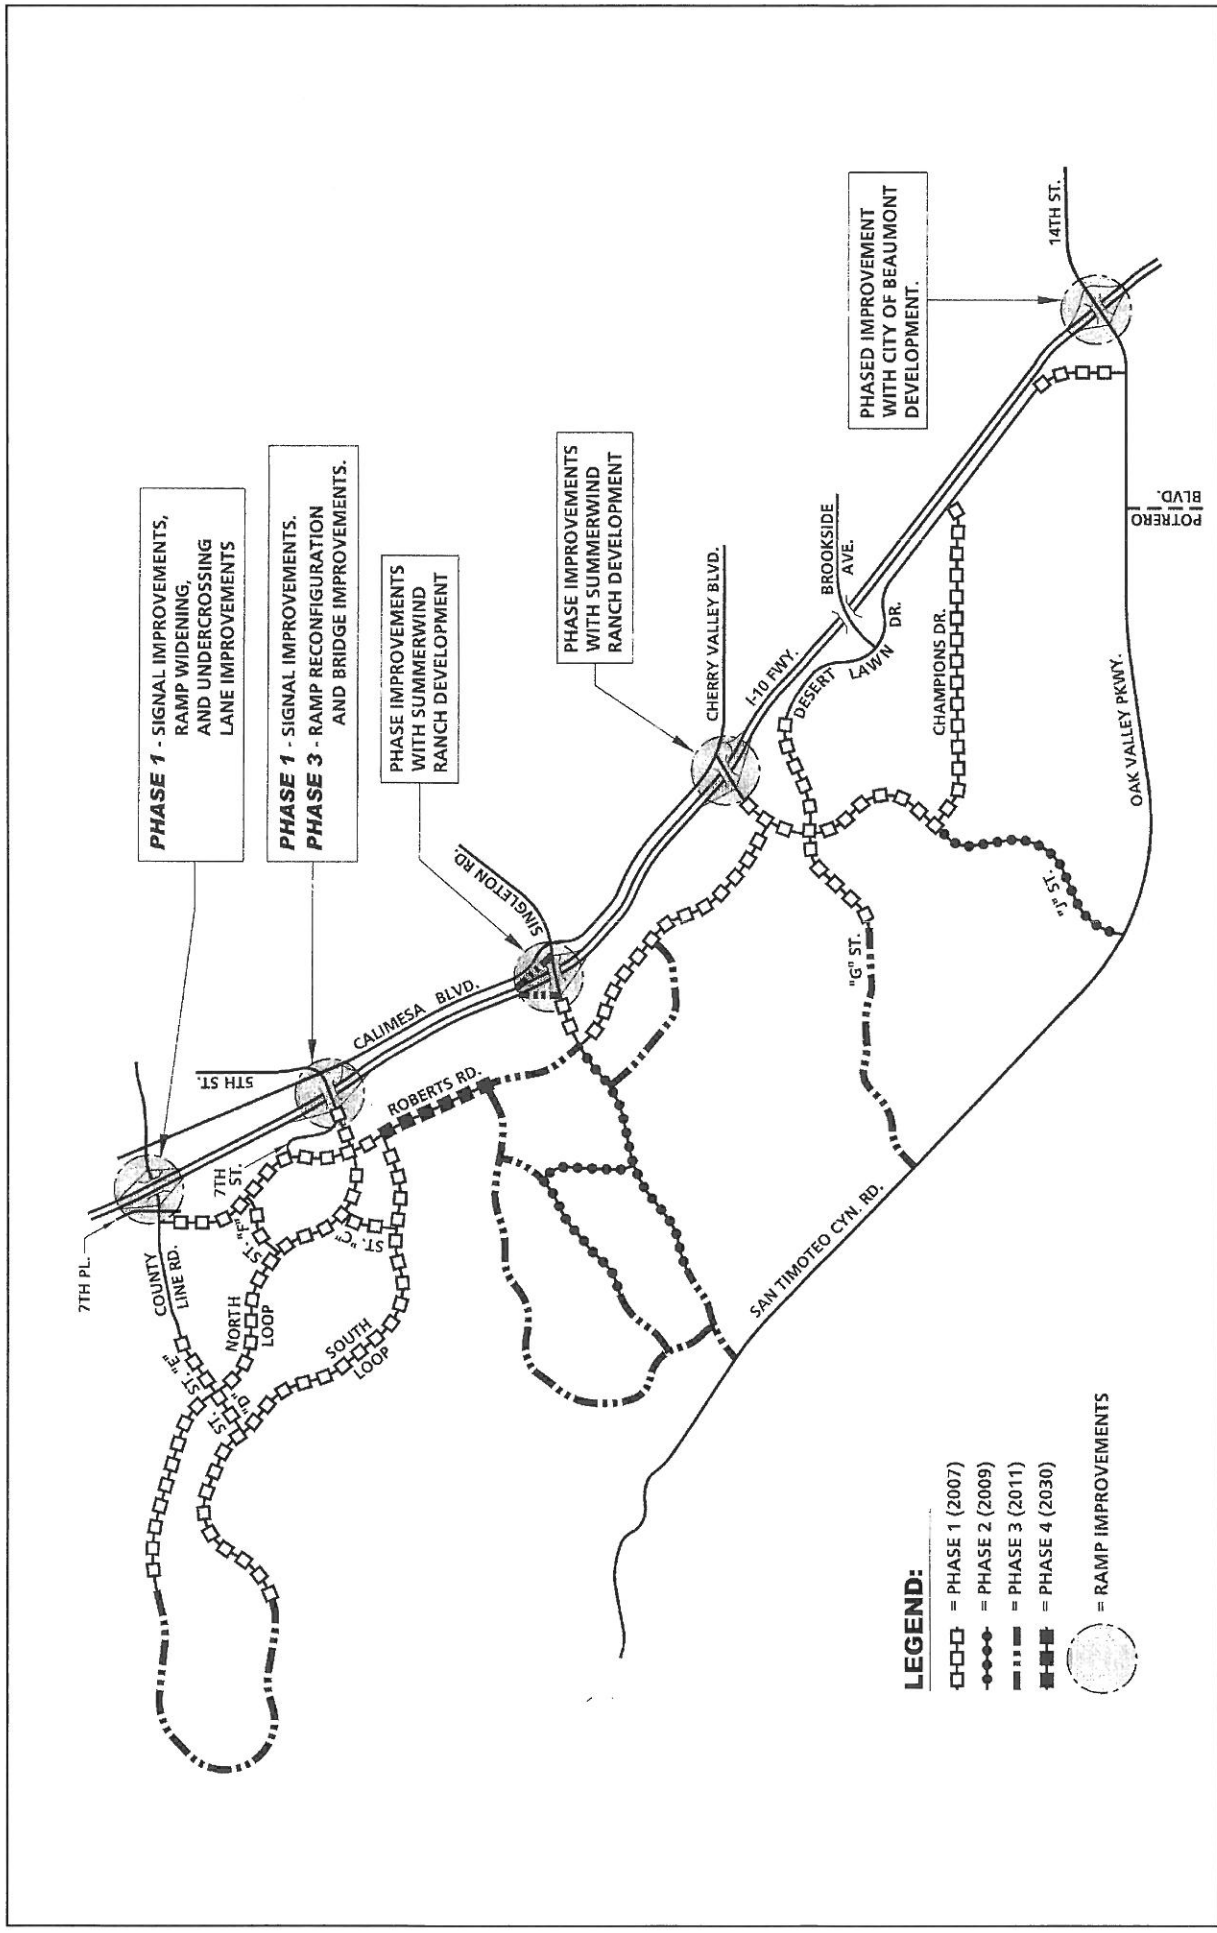 PHASE 1 - SIGNAL IMPROVEMENTS,
RAMP WIDENING,
AND UNDERCROSSING
LANE IMPROVEMENTS
PHASE 1 - SIGNAL IMPROVEMENTS.
PHASE 3 - RAMP RECONFIGURATION
AND BRIDGE IMPROVEMENTS.
PHASE IMPROVEMENTS
WITH SUMMERWIND
RANCH DEVELOPMENT
PHASE IMPROVEMENTS
WITH SUMMERWIND
RANCH DEVELOPMENT
PHASED IMPROVEMENT
WITH CITY OF BEAUMONT
DEVELOPMENT.
7TH PL.
COUNTY
LINE RD.
7TH
ST.
5TH ST.
CALIMESA BLVD.
SINGLETON RD.
CHERRY VALLEY BLVD.
I-10 FWY.
BROOKSIDE
AVE.
DESERT LAWN DR.
14TH ST.
POTRERO
BLVD.
CHAMPIONS DR.
OAK VALLEY PKWY.
"J" ST.
"G" ST.
ROBERTS RD.
ST. "F"
ST. "C"
NORTH
LOOP
SOUTH
LOOP
ST. "E"
ST. "D"
SAN TIMOTEO CYN. RD.
LEGEND:
= PHASE 1 (2007)
= PHASE 2 (2009)
= PHASE 3 (2011)
= PHASE 4 (2030)
= RAMP IMPROVEMENTS